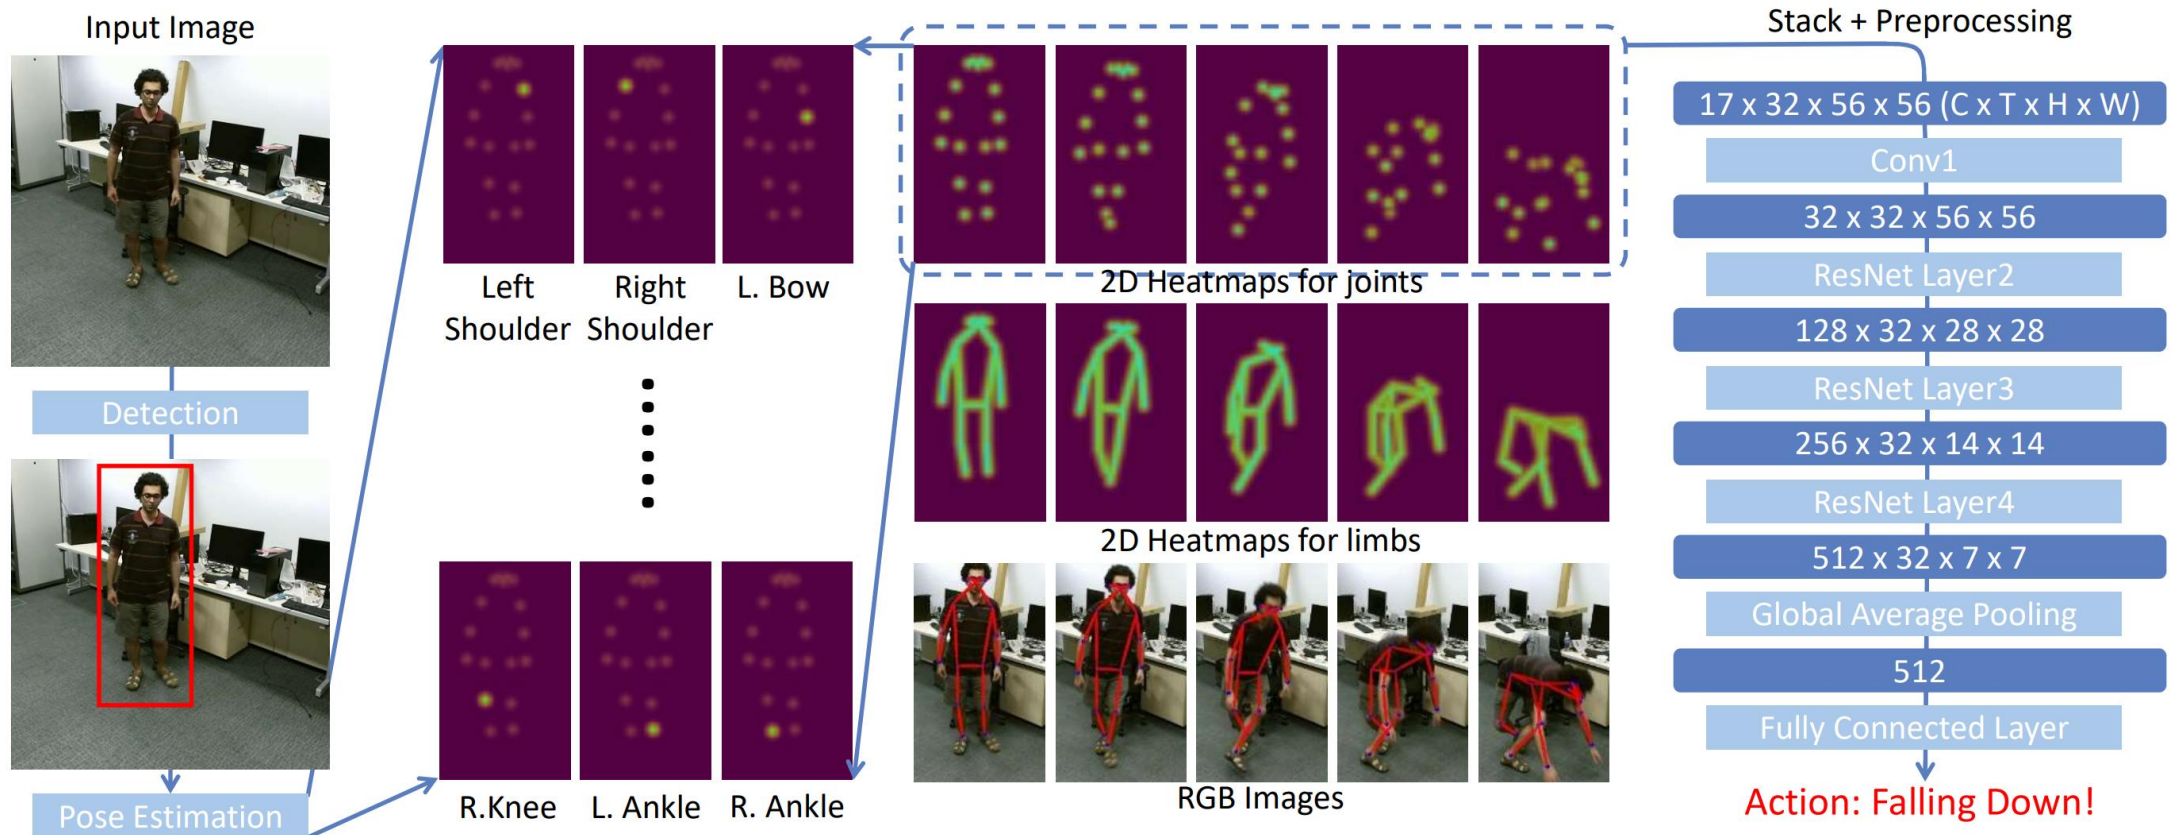 Input Image
Detection
Pose Estimation
Left
Shoulder
Right
Shoulder
L. Bow
R.Knee
L. Ankle
R. Ankle
2D Heatmaps for joints
2D Heatmaps for limbs
RGB Images
Stack + Preprocessing
17 x 32 x 56 x 56 (C x T x H x W)
Conv1
32 x 32 x 56 x 56
ResNet Layer2
128 x 32 x 28 x 28
ResNet Layer3
256 x 32 x 14 x 14
ResNet Layer4
512 x 32 x 7 x 7
Global Average Pooling
512
Fully Connected Layer
Action: Falling Down!